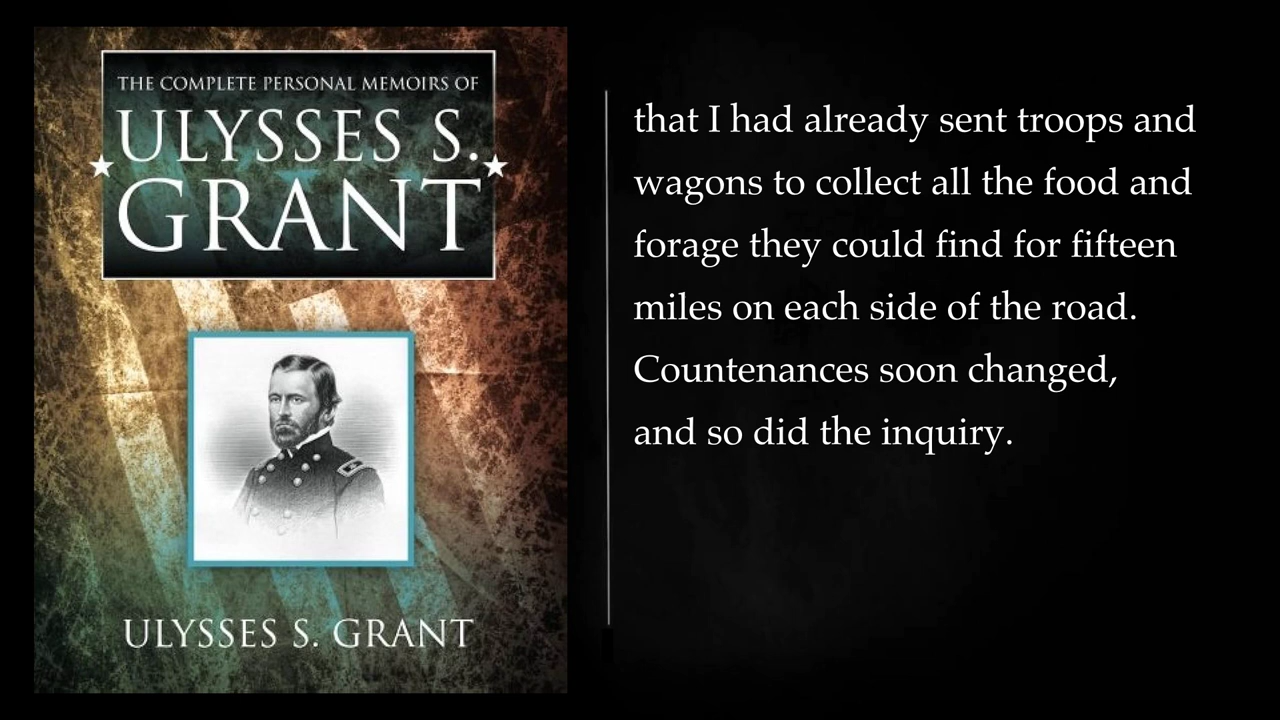 THE COMPLETE PERSONAL MEMOIRS OF
ULYSSES S.
GRANT
ULYSSES S. GRANT
that I had already sent troops and
wagons to collect all the food and
forage they could find for fifteen
miles on each side of the road.
Countenances soon changed,
and so did the inquiry.